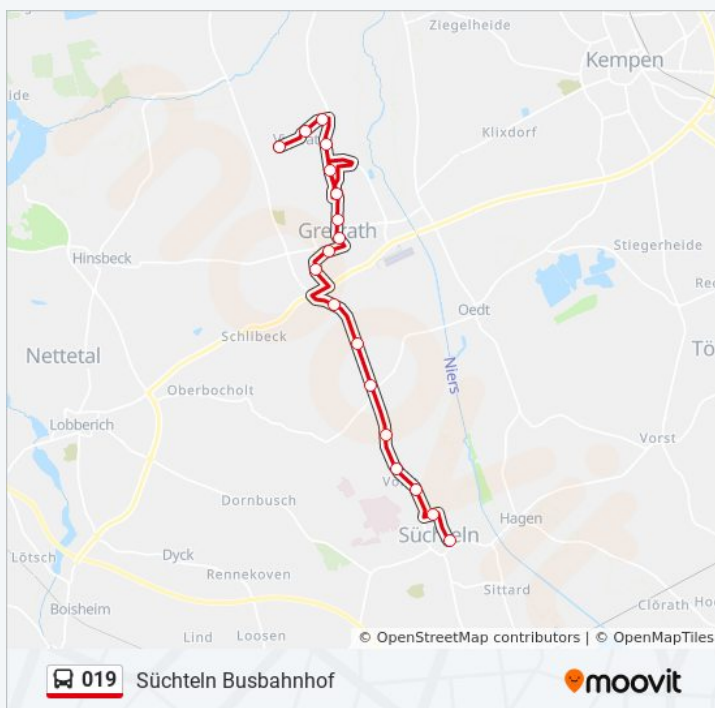 Ziegelheide
Kempen
Klixdorf
Grefrath
Hinsbeck
Stiegerheide
Oedt
Schlibeck
Nettetal
Niers
Oberbocholt
Lobberich
Vorst
Dornbusch
Süchteln
Hagen
Lötsch
Dyck
Rennekoven
Sittard
Boisheim
Clörath
Lind
Loosen
© OpenStreetMap contributors | © OpenMapTiles
019 Süchteln Busbahnhof
moovit